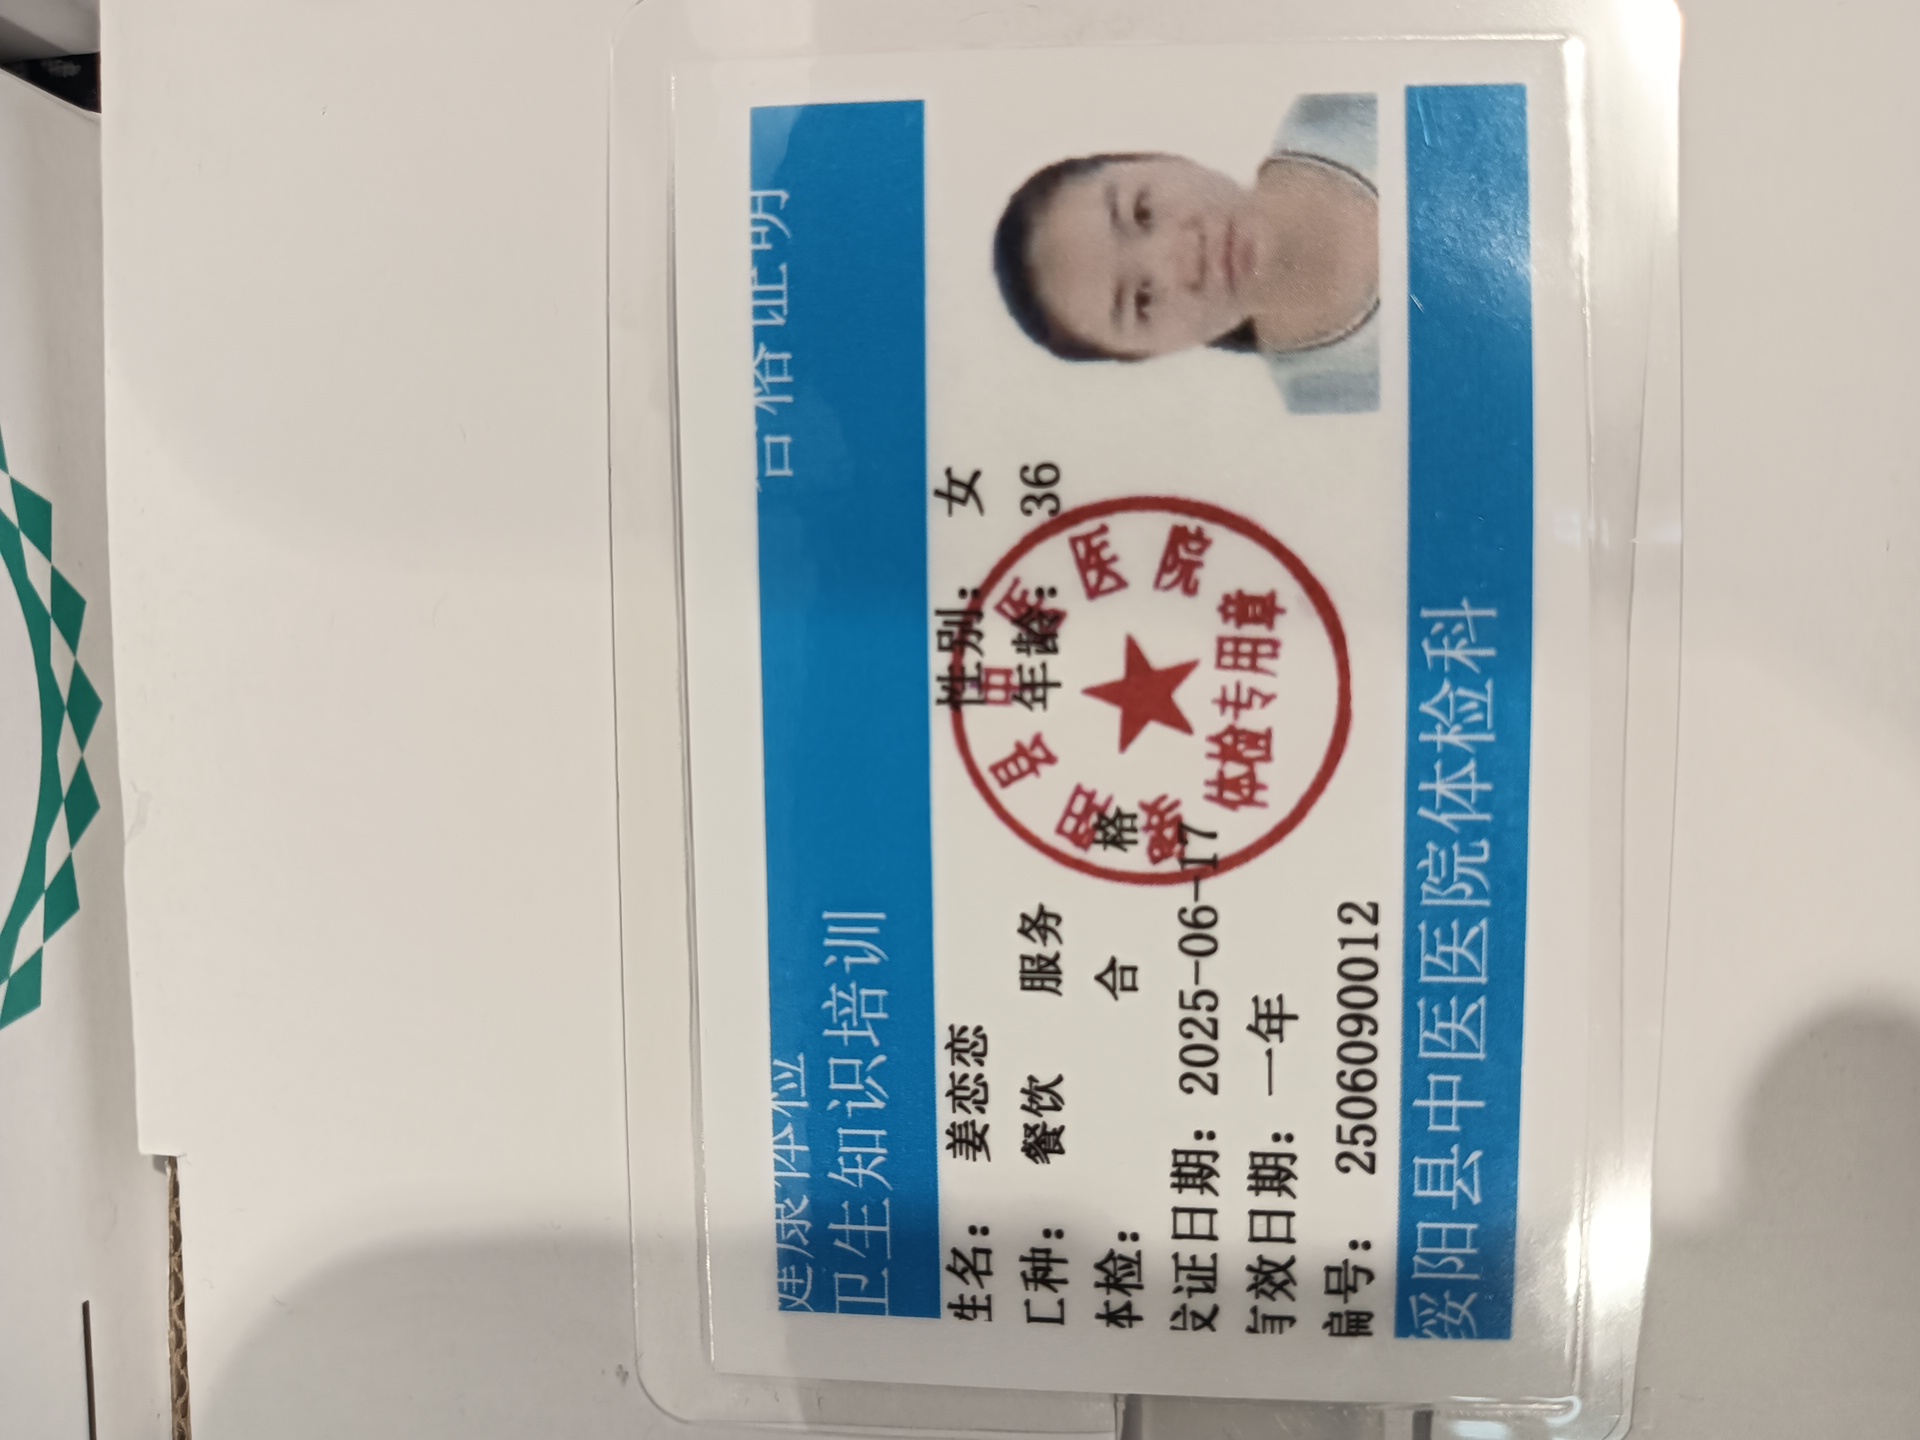 健康体检
卫生知识培训
合格证明
姓名: 姜恋恋 性别: 女
工种: 餐饮 服务 年龄: 36
体检: 合 格
发证日期: 2025-06-17
有效日期: 一年
编号: 2506090012
绥阳县中医医院
体检专用章
绥阳县中医医院体检科